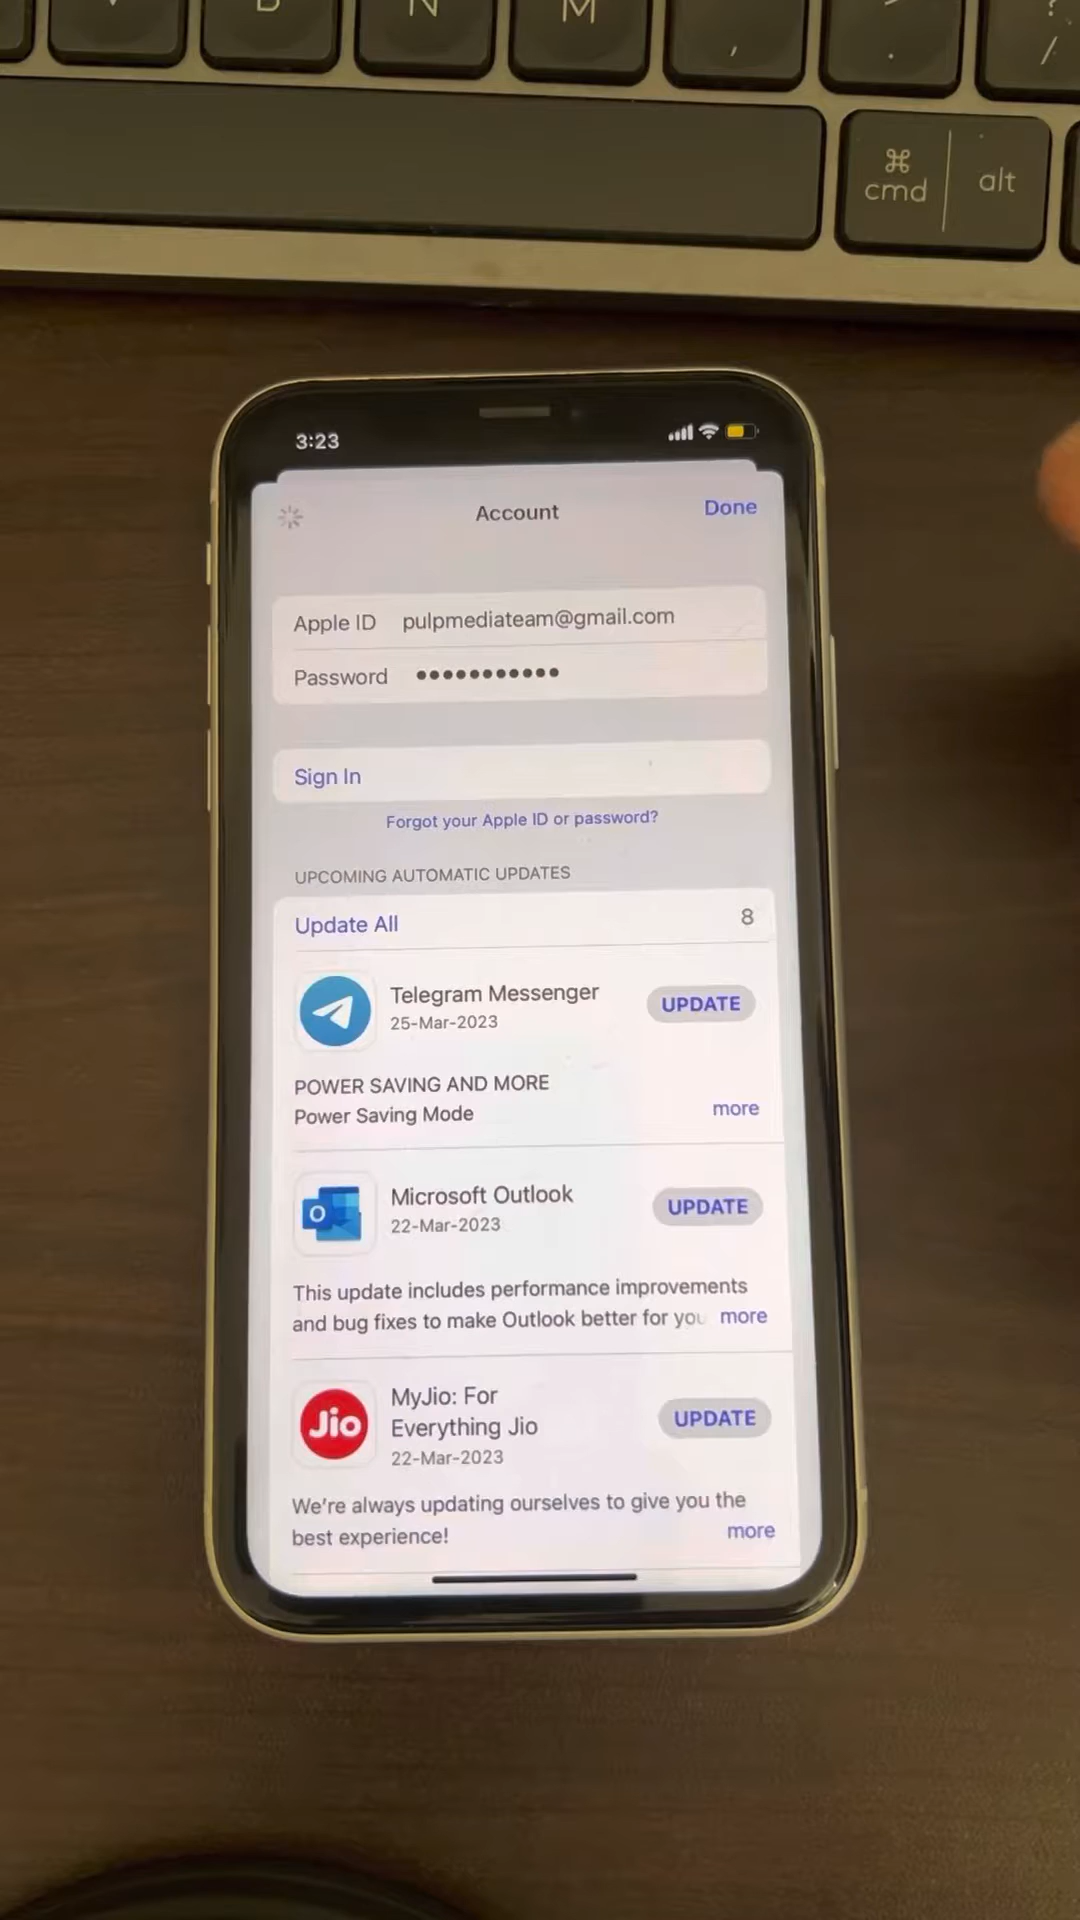 B N M , . ? /
⌘ cmd alt
3:23
Account Done
Apple ID pulpmediateam@gmail.com
Password ●●●●●●●●●●●
Sign In
Forgot your Apple ID or password?
UPCOMING AUTOMATIC UPDATES
Update All 8
Telegram Messenger
25-Mar-2023
UPDATE
POWER SAVING AND MORE
Power Saving Mode more
O
Microsoft Outlook
22-Mar-2023
UPDATE
This update includes performance improvements
and bug fixes to make Outlook better for you more
Jio
MyJio: For
Everything Jio
22-Mar-2023
UPDATE
We're always updating ourselves to give you the
best experience! more